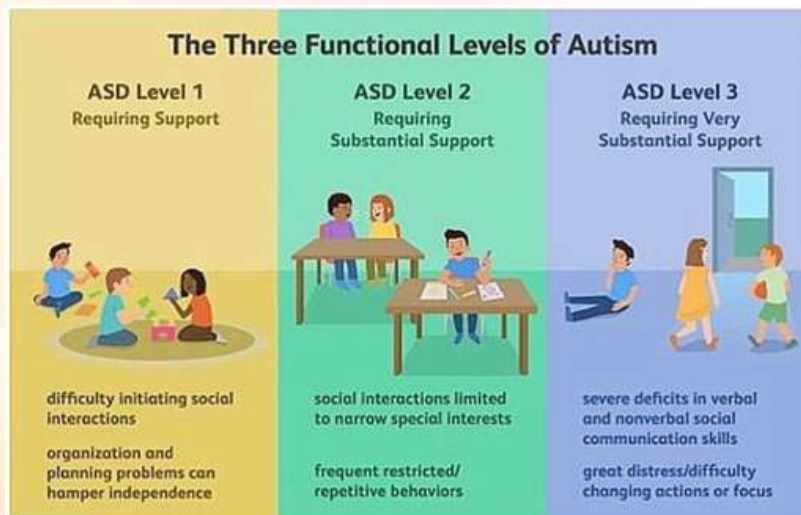 The Three Functional Levels of Autism
ASD Level 1
Requiring Support
difficulty initiating social
interactions
organization and
planning problems can
hamper independence
ASD Level 2
Requiring
Substantial Support
social interactions limited
to narrow special interests
frequent restricted/
repetitive behaviors
ASD Level 3
Requiring Very
Substantial Support
severe deficits in verbal
and nonverbal social
communication skills
great distress/difficulty
changing actions or focus